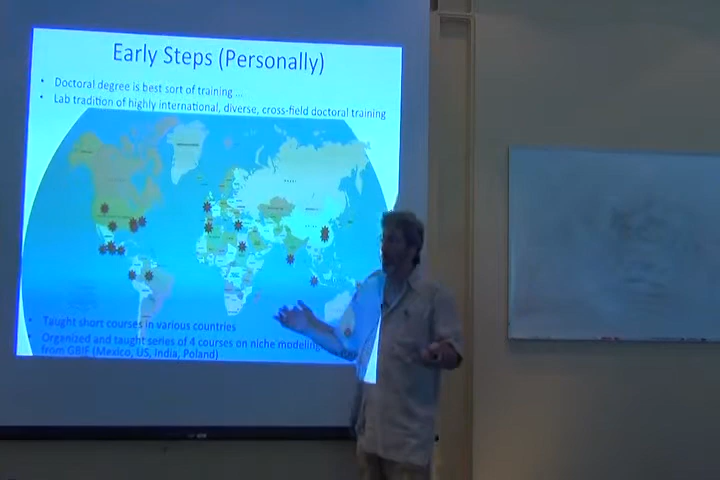 Early Steps (Personally)
• Doctoral degree is best sort of training ...
• Lab tradition of highly international, diverse, cross-field doctoral training
• Taught short courses in various countries
• Organized and taught series of 4 courses on niche modeling
from GBIF (Mexico, US, India, Poland)